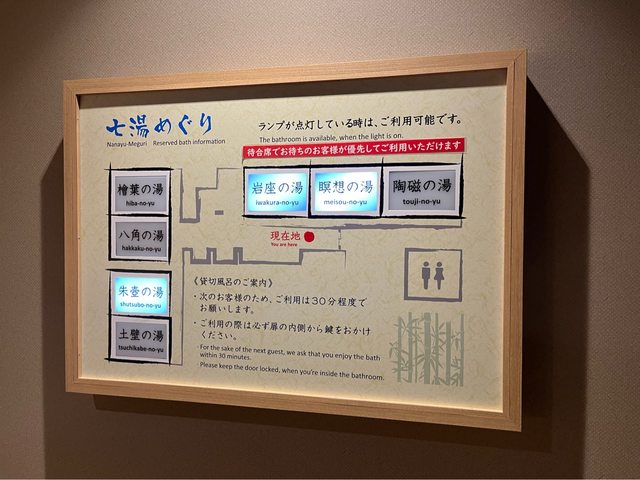 七湯めぐり
Nanayu-Meguri Reserved bath information
ランプが点灯している時は、ご利用可能です。
The bathroom is available, when the light is on.
待合席でお待ちのお客様が優先してご利用いただけます
岩座の湯
iwakura-no-yu
瞑想の湯
meisou-no-yu
陶磁の湯
touji-no-yu
檜葉の湯
hiba-no-yu
八角の湯
hakkaku-no-yu
朱壺の湯
shutsubo-no-yu
土壁の湯
tsuchikabe-no-yu
現在地
You are here
《貸切風呂のご案内》
・次のお客様のため、ご利用は30分程度で
お願いします。
・ご利用の際は必ず扉の内側から鍵をおかけ
ください。
・For the sake of the next guest, we ask that you enjoy the bath
within 30 minutes.
・Please keep the door locked, when you're inside the bathroom.